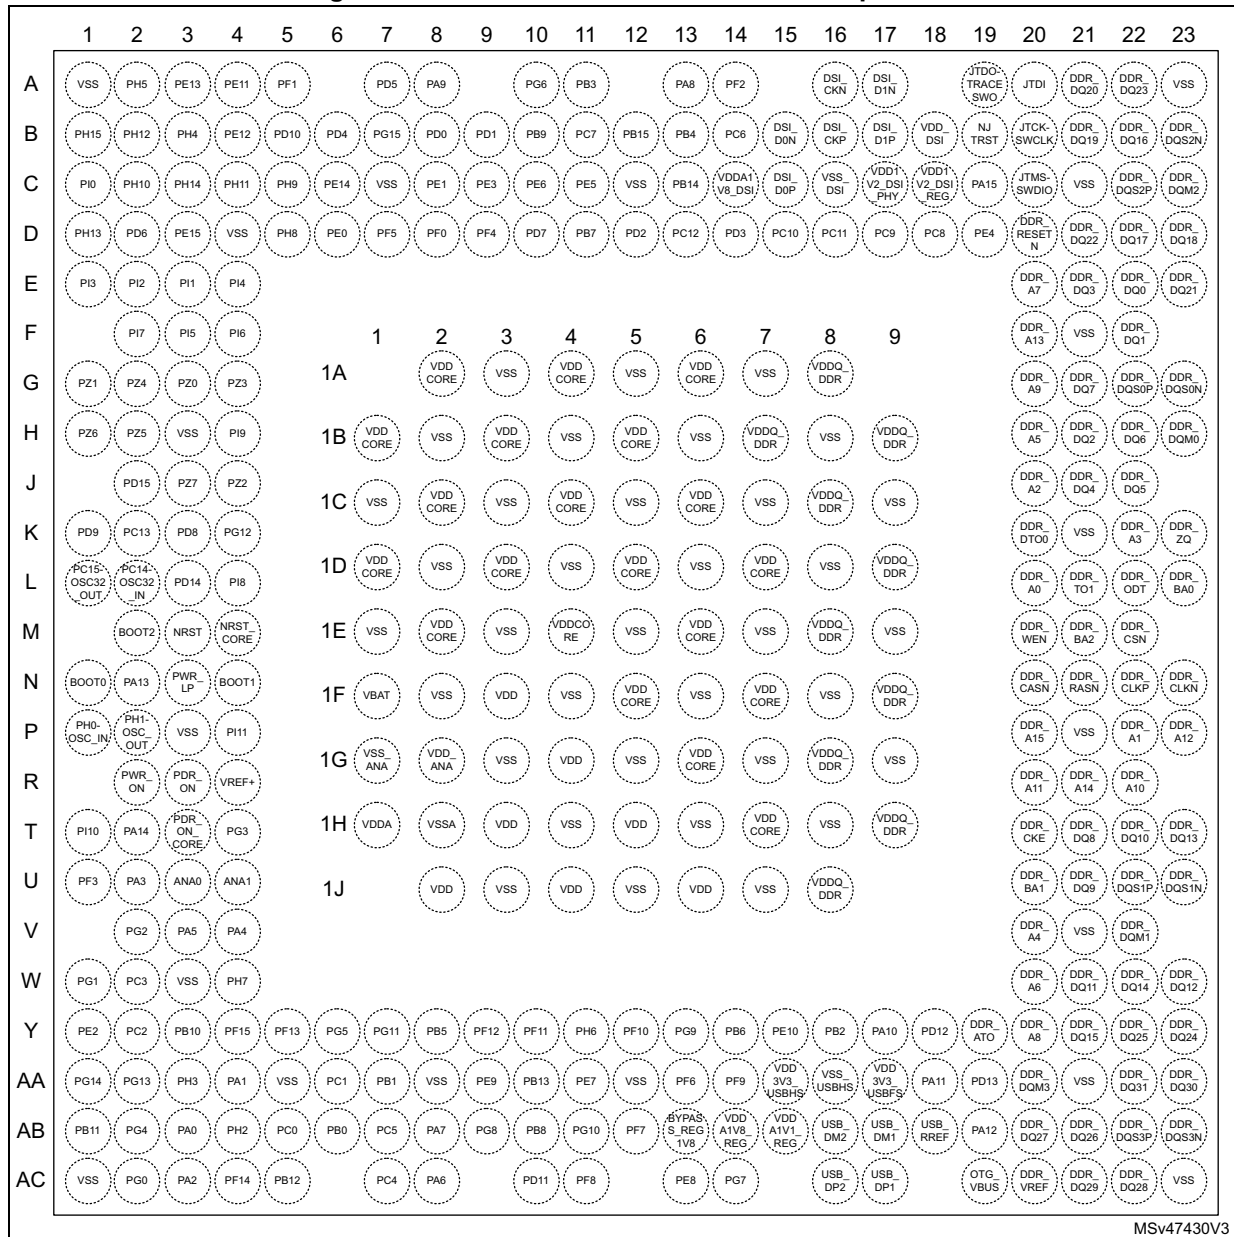 1 2 3 4 5 6 7 8 9 10 11 12 13 14 15 16 17 18 19 20 21 22 23
A VSS PH5 PE13 PE11 PF1 PD5 PA9 PG6 PB3 PA8 PF2 DSI_CKN DSI_D1N JTDO-TRACESWO JTDI DDR_DQ20 DDR_DQ23 VSS
B PH15 PH12 PH4 PE12 PD10 PD4 PG15 PD0 PD1 PB9 PC7 PB15 PB4 PC6 DSI_D0N DSI_CKP DSI_D1P VDD_DSI NJTRST JTCK-SWCLK DDR_DQ19 DDR_DQ16 DDR_DQS2N
C PI0 PH10 PH14 PH11 PH9 PE14 VSS PE1 PE3 PE6 PE5 VSS PB14 VDDA1V8_DSI DSI_D0P VSS_DSI VDD1V2_DSI_PHY VDD1V2_DSI_REG PA15 JTMS-SWDIO VSS DDR_DQS2P DDR_DQM2
D PH13 PD6 PE15 VSS PH8 PE0 PF5 PF0 PF4 PD7 PB7 PD2 PC12 PD3 PC10 PC11 PC9 PC8 PE4 DDR_RESETN DDR_DQ22 DDR_DQ17 DDR_DQ18
E PI3 PI2 PI1 PI4 DDR_A7 DDR_DQ3 DDR_DQ0 DDR_DQ21
F PI7 PI5 PI6 DDR_A13 VSS DDR_DQ1
1 2 3 4 5 6 7 8 9
1A VDDCORE VSS VDDCORE VSS VDDCORE VSS VDDQ_DDR
G PZ1 PZ4 PZ0 PZ3 DDR_A9 DDR_DQ7 DDR_DQS0P DDR_DQS0N
H PZ6 PZ5 VSS PI9 DDR_A5 DDR_DQ2 DDR_DQ6 DDR_DQM0
1B VDDCORE VSS VDDCORE VSS VDDCORE VSS VDDQ_DDR VSS VDDQ_DDR
J PD15 PZ7 PZ2 DDR_A2 DDR_DQ4 DDR_DQ5
1C VSS VDDCORE VSS VDDCORE VSS VDDCORE VSS VDDQ_DDR VSS
K PD9 PC13 PD8 PG12 DDR_DTO0 VSS DDR_A3 DDR_ZQ
1D VDDCORE VSS VDDCORE VSS VDDCORE VSS VDDCORE VSS VDDQ_DDR
L PC15-OSC32_OUT PC14-OSC32_IN PD14 PI8 DDR_A0 DDR_TO1 DDR_ODT DDR_BA0
M BOOT2 NRST NRST_CORE DDR_WEN DDR_BA2 DDR_CSN
1E VSS VDDCORE VSS VDDCORE VSS VDDCORE VSS VDDQ_DDR VSS
N BOOT0 PA13 PWR_LP BOOT1 DDR_CASN DDR_RASN DDR_CLKP DDR_CLKN
1F VBAT VSS VDD VSS VDDCORE VSS VDDCORE VSS VDDQ_DDR
P PH0-OSC_IN PH1-OSC_OUT VSS PI11 DDR_A15 VSS DDR_A1 DDR_A12
1G VSS_ANA VDD_ANA VSS VDD VSS VDDCORE VSS VDDQ_DDR VSS
R PWR_ON PDR_ON VREF+ DDR_A11 DDR_A14 DDR_A10
1H VDDA VSSA VDD VSS VDD VSS VDDCORE VSS VDDQ_DDR
T PI10 PA14 PDR_ON_CORE PG3 DDR_CKE DDR_DQ8 DDR_DQ10 DDR_DQ13
U PF3 PA3 ANA0 ANA1 DDR_BA1 DDR_DQ9 DDR_DQS1P DDR_DQS1N
1J VDD VSS VDD VSS VDD VSS VDDQ_DDR
V PG2 PA5 PA4 DDR_A4 VSS DDR_DQM1
W PG1 PC3 VSS PH7 DDR_A6 DDR_DQ11 DDR_DQ14 DDR_DQ12
Y PE2 PC2 PB10 PF15 PF13 PG5 PG11 PB5 PF12 PF11 PH6 PF10 PG9 PB6 PE10 PB2 PA10 PD12 DDR_ATO DDR_A8 DDR_DQ15 DDR_DQ25 DDR_DQ24
AA PG14 PG13 PH3 PA1 VSS PC1 PB1 VSS PE9 PB13 PE7 VSS PF6 PF9 VDD3V3_USBHS VSS_USBHS VDD3V3_USBFS PA11 PD13 DDR_DQM3 VSS DDR_DQ31 DDR_DQ30
AB PB11 PG4 PA0 PH2 PC0 PB0 PC5 PA7 PG8 PB8 PG10 PF7 BYPASS_REG1V8 VDDA1V8_REG VDDA1V1_REG USB_DM2 USB_DM1 USB_RREF PA12 DDR_DQ27 DDR_DQ26 DDR_DQS3P DDR_DQS3N
AC VSS PG0 PA2 PF14 PB12 PC4 PA6 PD11 PF8 PE8 PG7 USB_DP2 USB_DP1 OTG_VBUS DDR_VREF DDR_DQ29 DDR_DQ28 VSS
MSv47430V3